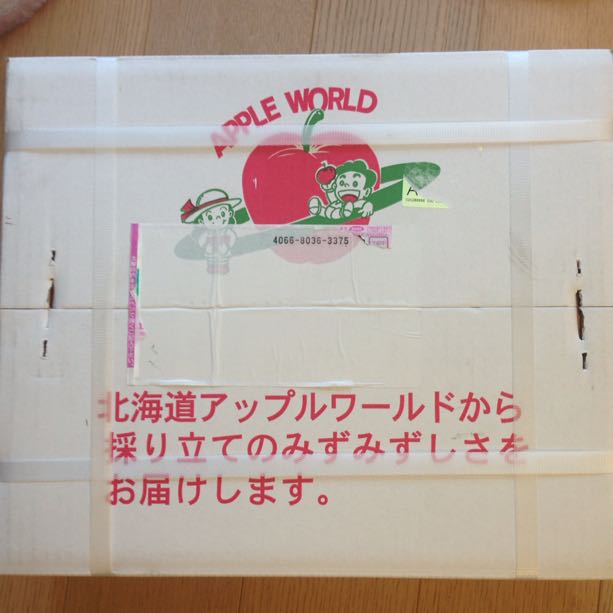 APPLE WORLD
A
4066-8036-3375
北海道アップルワールドから
採り立てのみずみずしさを
お届けします。